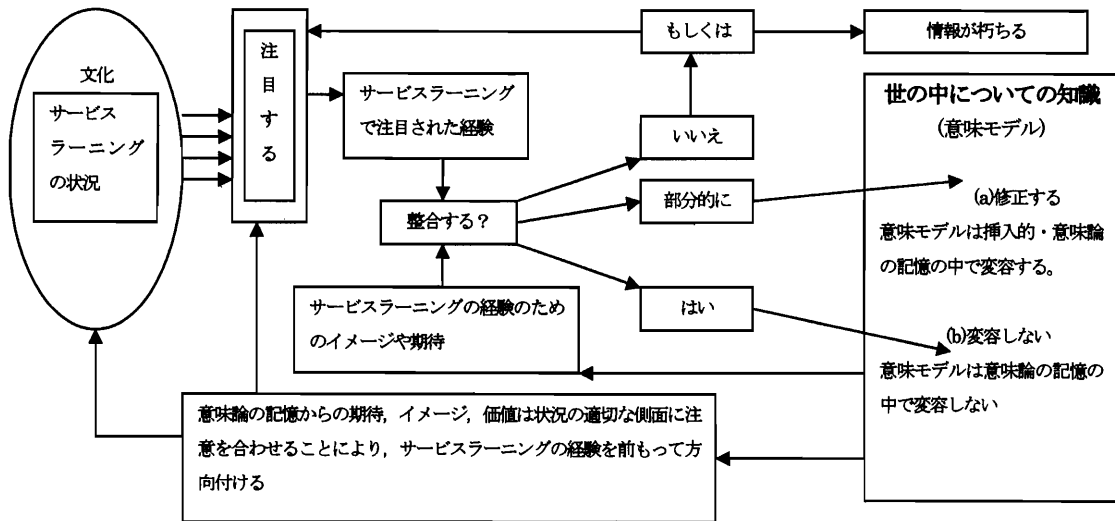 文化
サービス
ラーニング
の状況
注
目
す
る
サービスラーニング
で注目された経験
整合する？
サービスラーニングの経験のため
のイメージや期待
もしくは
いいえ
部分的に
はい
情報が朽ちる
世の中についての知識
(意味モデル)
(a)修正する
意味モデルは挿入的・意味論
の記憶の中で変容する。
(b)変容しない
意味モデルは意味論の記憶の
中で変容しない
意味論の記憶からの期待，イメージ，価値は状況の適切な側面に注
意を合わせることにより，サービスラーニングの経験を前もって方
向付ける